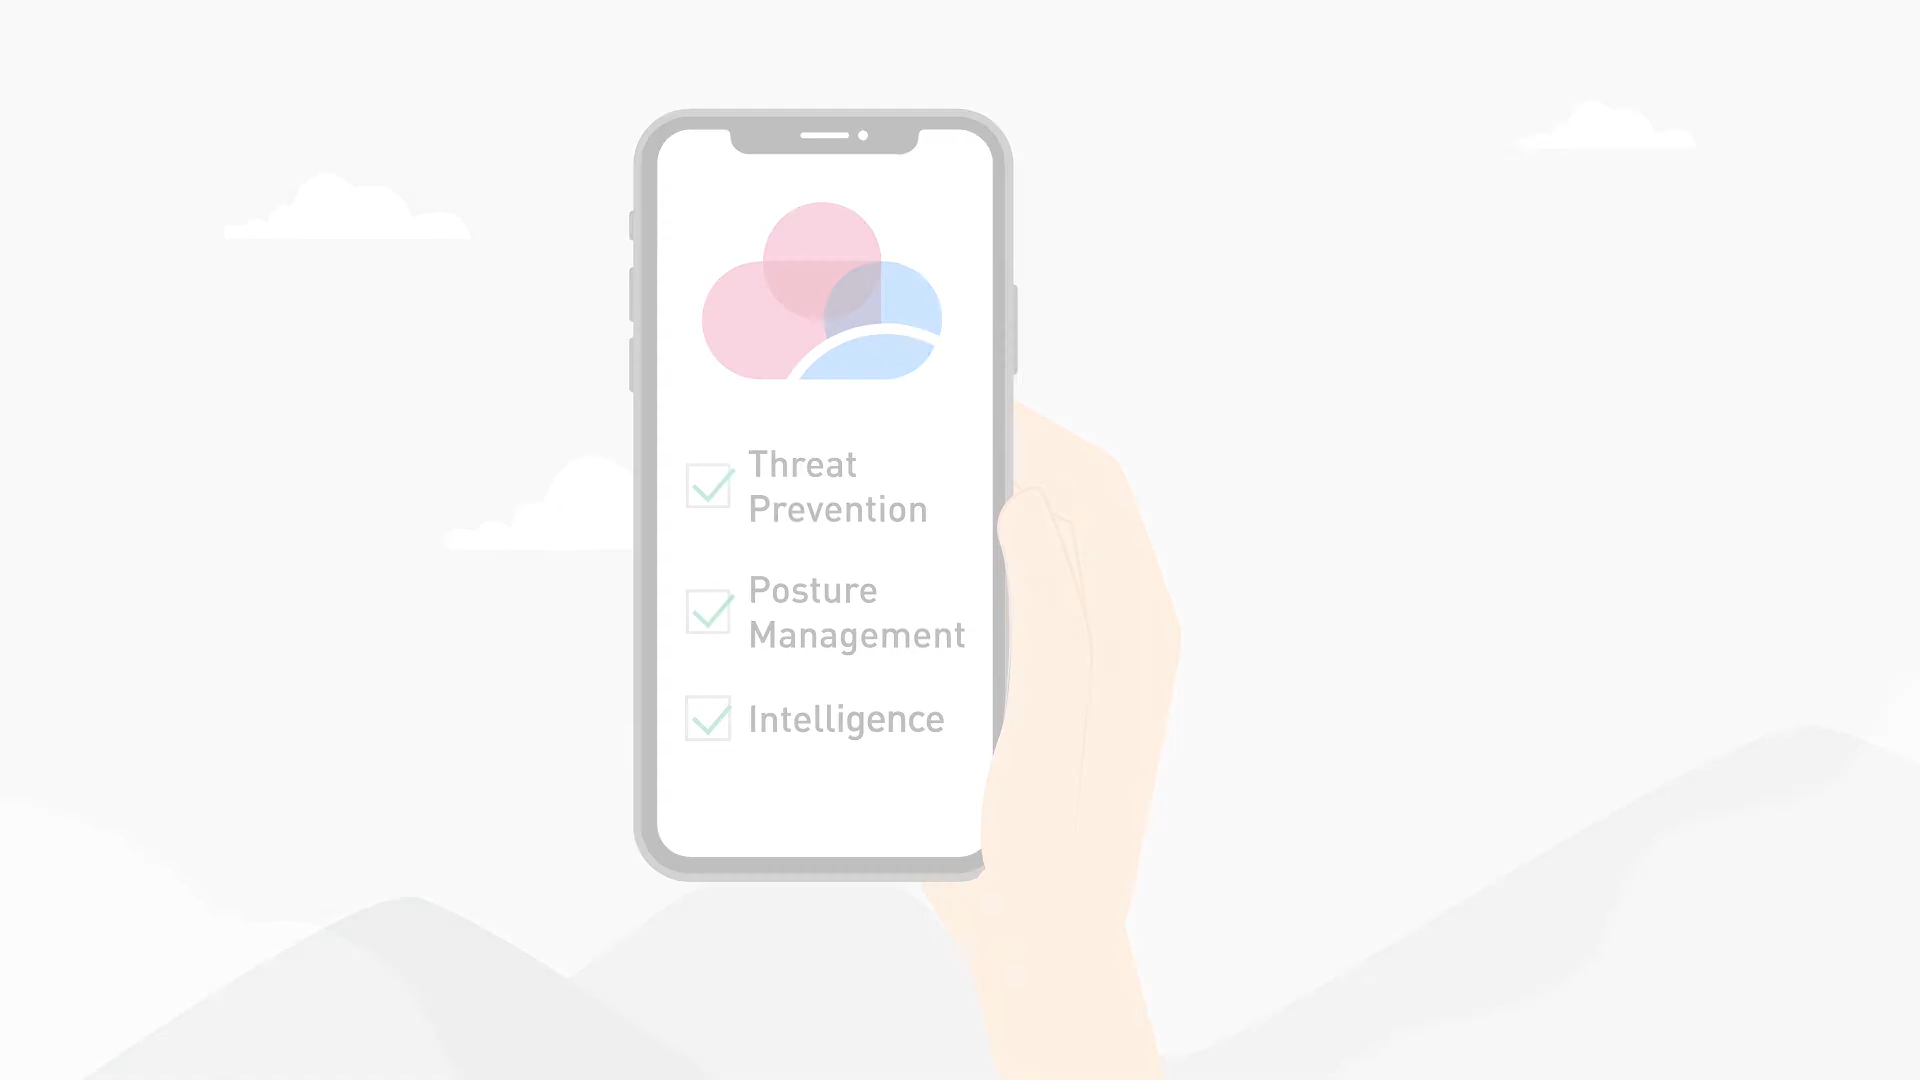 Threat
Prevention
Posture
Management
Intelligence